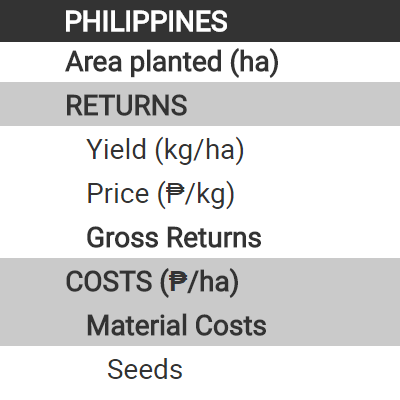 PHILIPPINES
Area planted (ha)
RETURNS
Yield (kg/ha)
Price (₱/kg)
Gross Returns
COSTS (₱/ha)
Material Costs
Seeds